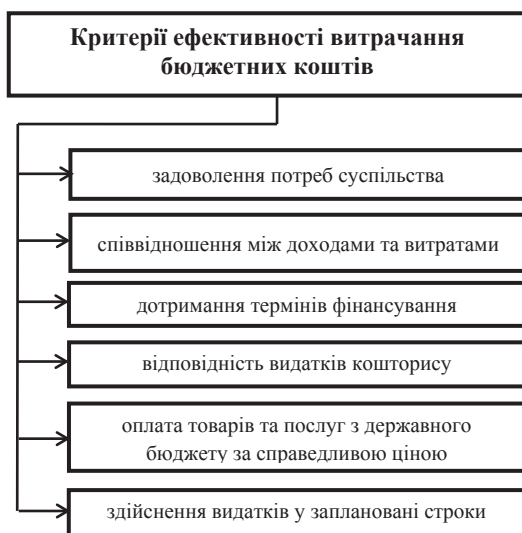 Критерії ефективності витрачання
бюджетних коштів
задоволення потреб суспільства
співвідношення між доходами та витратами
дотримання термінів фінансування
відповідність видатків кошторису
оплата товарів та послуг з державного
бюджету за справедливою ціною
здійснення видатків у заплановані строки